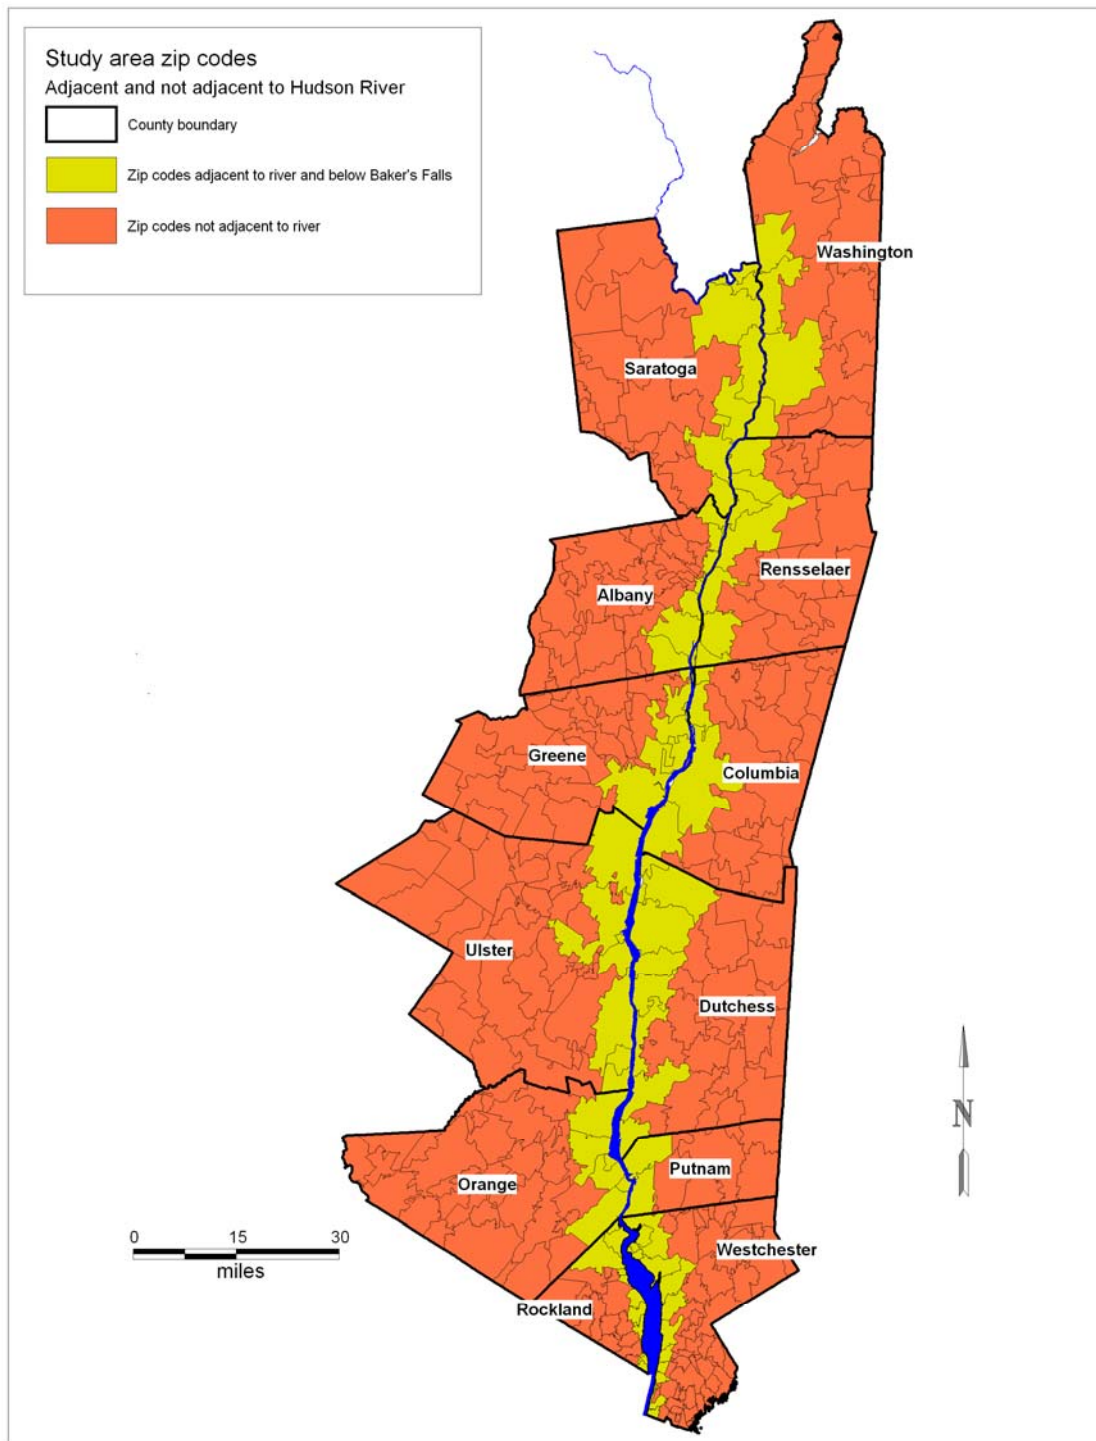 Study area zip codes
Adjacent and not adjacent to Hudson River
County boundary
Zip codes adjacent to river and below Baker's Falls
Zip codes not adjacent to river
Washington
Saratoga
Rensselaer
Albany
Greene
Columbia
Ulster
Dutchess
N
Putnam
Orange
0 15 30
miles
Westchester
Rockland